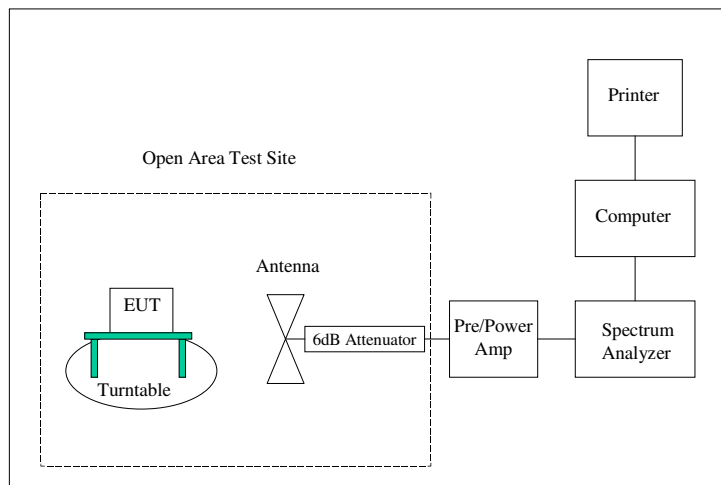 Printer
Open Area Test Site
Computer
Antenna
EUT
6dB Attenuator
Pre/Power
Amp
Spectrum
Analyzer
Turntable